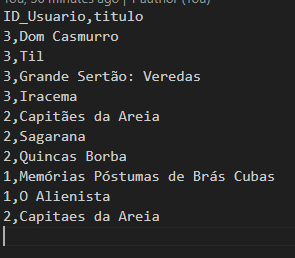 You, 30 minutes ago | 1 author (You)
ID_Usuario,titulo
3,Dom Casmurro
3,Til
3,Grande Sertão: Veredas
3,Iracema
2,Capitães da Areia
2,Sagarana
2,Quincas Borba
1,Memórias Póstumas de Brás Cubas
1,O Alienista
2,Capitaes da Areia